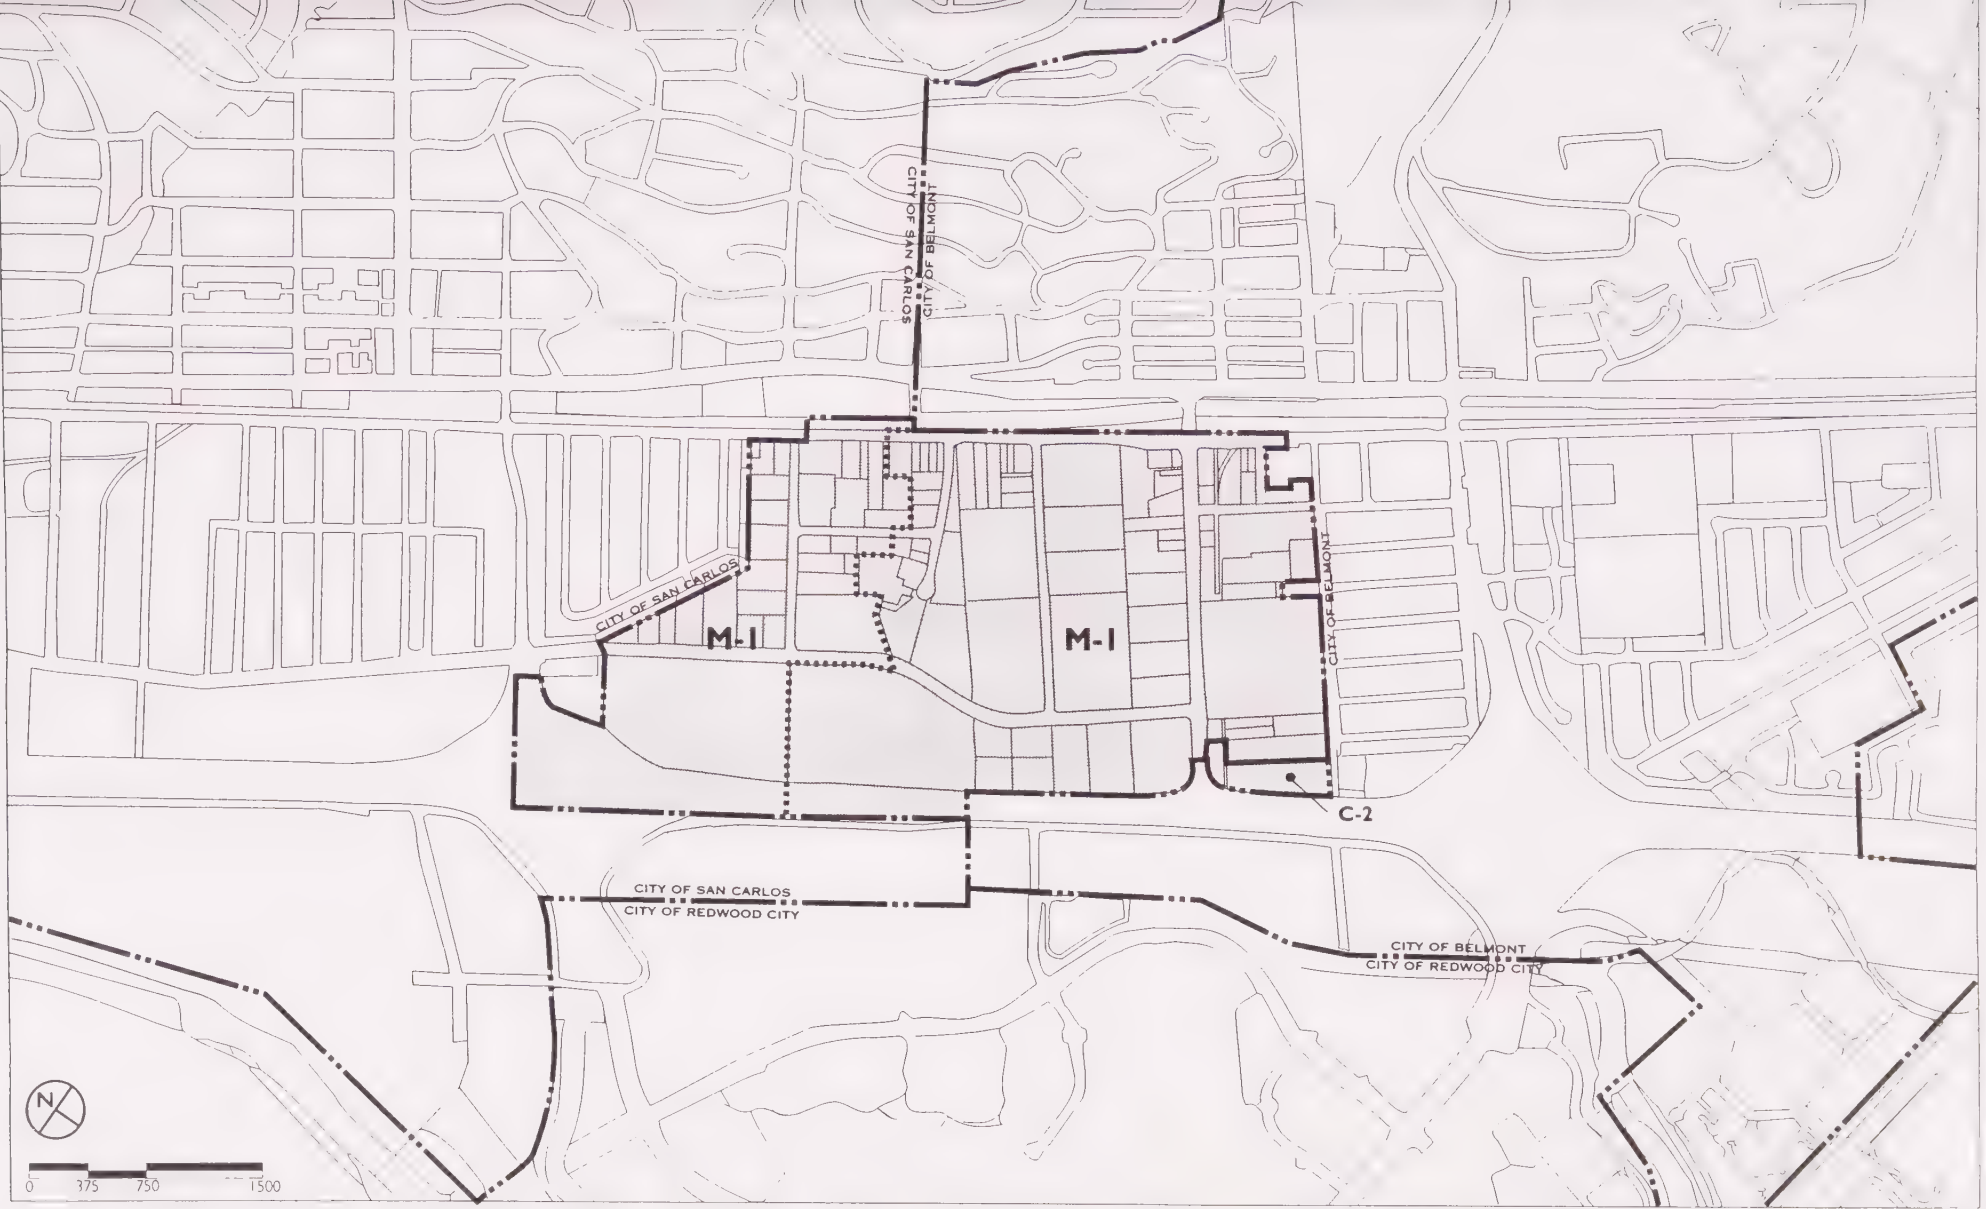 CITY OF SAN CARLOS
CITY OF BELMONT
CITY OF SAN CARLOS
CITY OF BELMONT
M-1
M-1
C-2
CITY OF SAN CARLOS
CITY OF REDWOOD CITY
CITY OF BELMONT
CITY OF REDWOOD CITY
N
0 375 750 1500